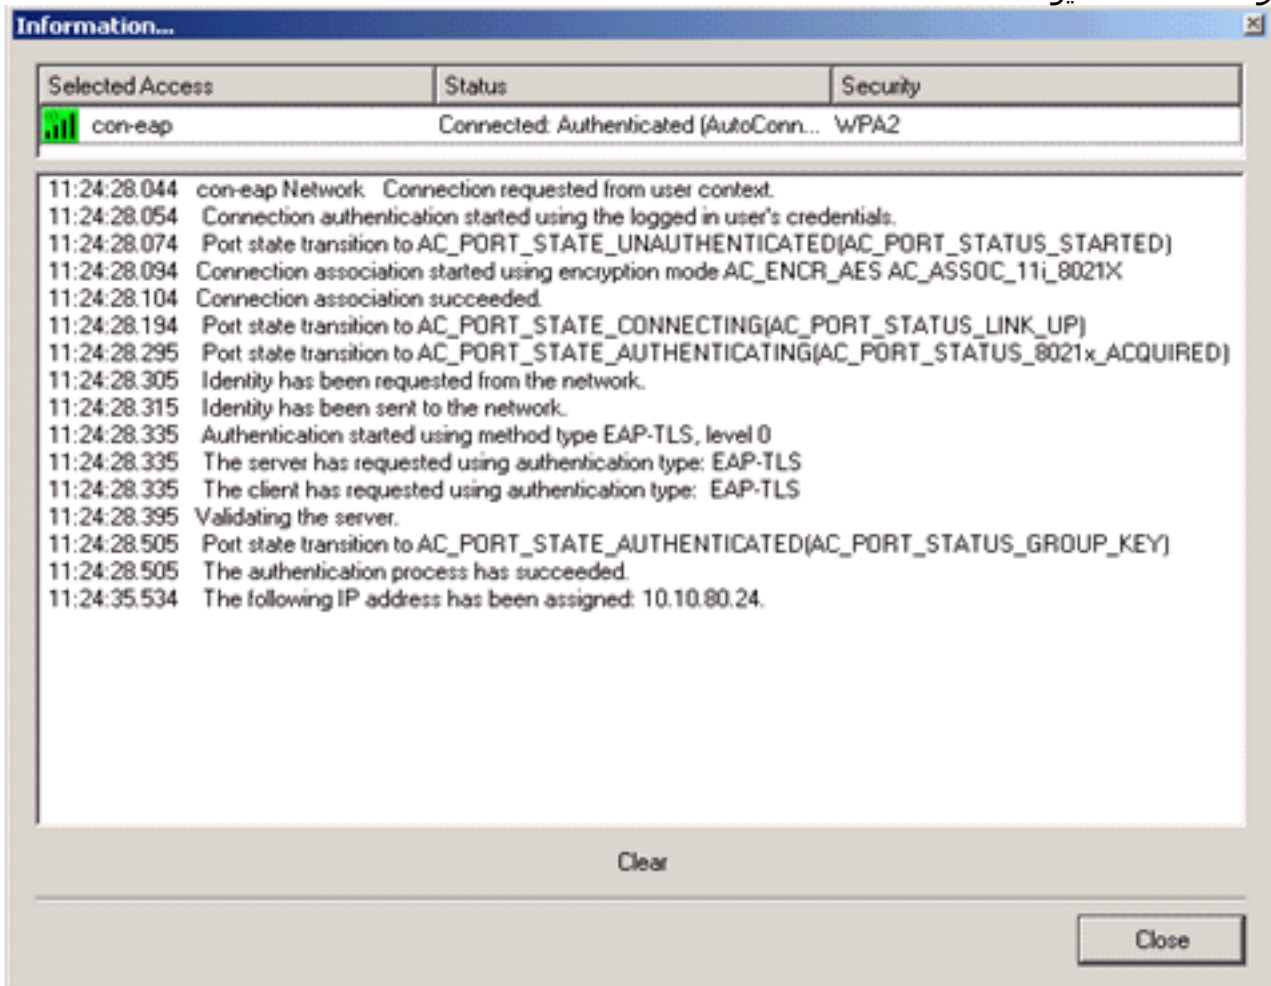 Information...
Selected Access Status Security
con-eap Connected: Authenticated (AutoConn... WPA2
11:24:28.044 con-eap Network Connection requested from user context.
11:24:28.054 Connection authentication started using the logged in user's credentials.
11:24:28.074 Port state transition to AC_PORT_STATE_UNAUTHENTICATED(AC_PORT_STATUS_STARTED)
11:24:28.094 Connection association started using encryption mode AC_ENCR_AES AC_ASSOC_11i_8021X
11:24:28.104 Connection association succeeded.
11:24:28.194 Port state transition to AC_PORT_STATE_CONNECTING(AC_PORT_STATUS_LINK_UP)
11:24:28.295 Port state transition to AC_PORT_STATE_AUTHENTICATING(AC_PORT_STATUS_8021x_ACQUIRED)
11:24:28.305 Identity has been requested from the network.
11:24:28.315 Identity has been sent to the network.
11:24:28.335 Authentication started using method type EAP-TLS, level 0
11:24:28.335 The server has requested using authentication type: EAP-TLS
11:24:28.335 The client has requested using authentication type: EAP-TLS
11:24:28.395 Validating the server.
11:24:28.505 Port state transition to AC_PORT_STATE_AUTHENTICATED(AC_PORT_STATUS_GROUP_KEY)
11:24:28.505 The authentication process has succeeded.
11:24:35.534 The following IP address has been assigned: 10.10.80.24.
Clear
Close